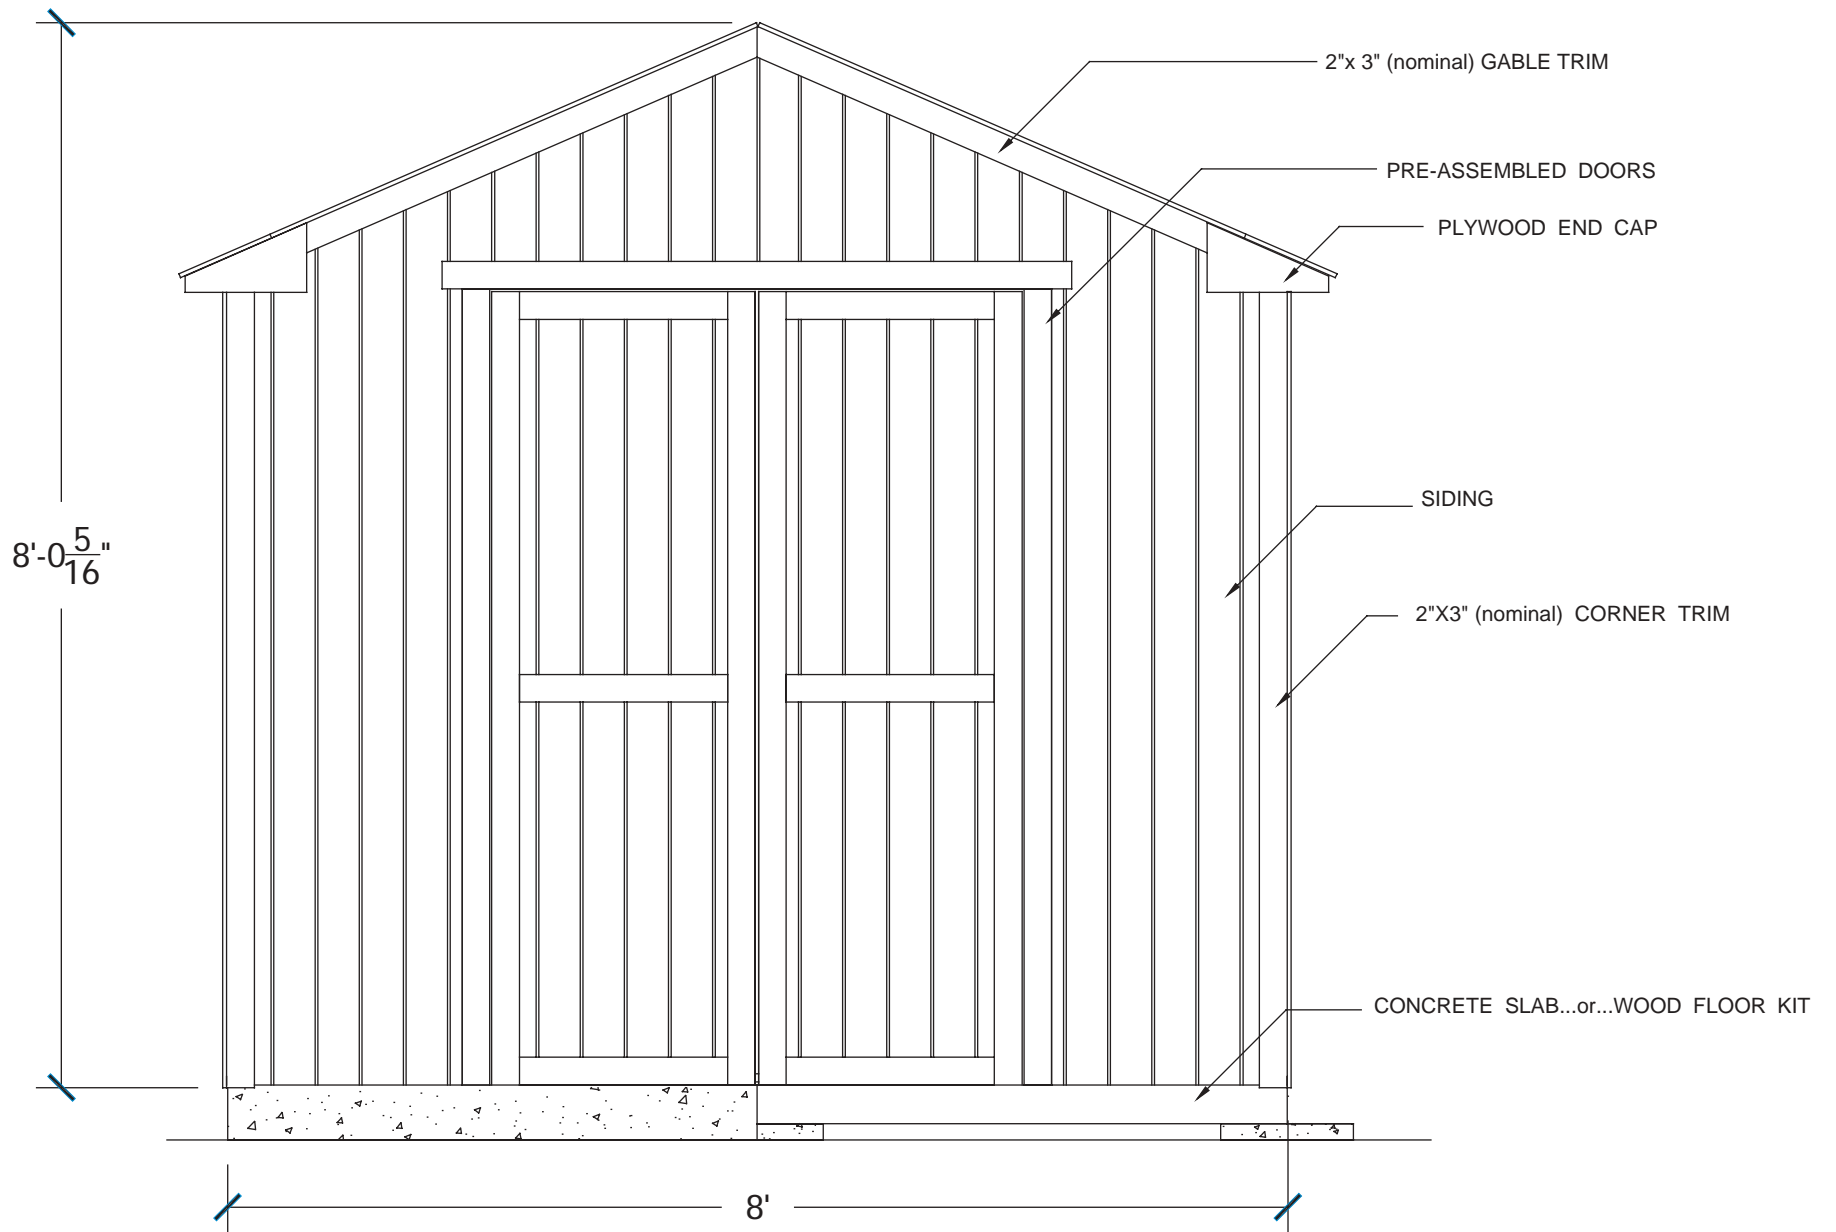 2"x 3" (nominal) GABLE TRIM
PRE-ASSEMBLED DOORS
PLYWOOD END CAP
SIDING
8'-0 5/16"
2"X3" (nominal) CORNER TRIM
CONCRETE SLAB...or...WOOD FLOOR KIT
8'